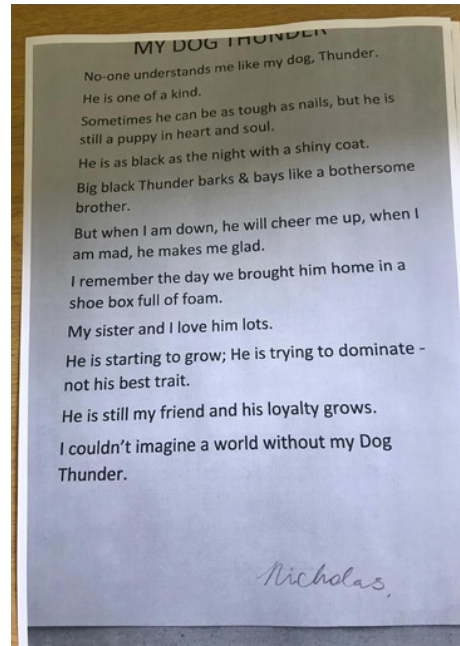 MY DOG THUNDER
No-one understands me like my dog, Thunder.
He is one of a kind.
Sometimes he can be as tough as nails, but he is
still a puppy in heart and soul.
He is as black as the night with a shiny coat.
Big black Thunder barks & bays like a bothersome
brother.
But when I am down, he will cheer me up, when I
am mad, he makes me glad.
I remember the day we brought him home in a
shoe box full of foam.
My sister and I love him lots.
He is starting to grow; He is trying to dominate -
not his best trait.
He is still my friend and his loyalty grows.
I couldn’t imagine a world without my Dog
Thunder.
Nicholas,